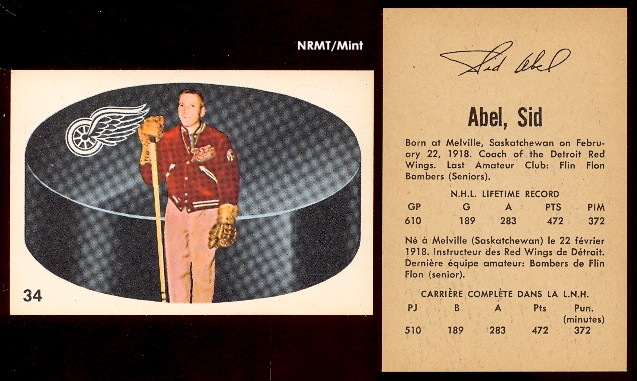 NRMT/Mint
34
Sid Abel
Abel, Sid
Born at Melville, Saskatchewan on Febru-
ary 22, 1918. Coach of the Detroit Red
Wings. Last Amateur Club: Flin Flon
Bombers (Seniors).
N.H.L. LIFETIME RECORD
GP G A PTS PIM
610 189 283 472 372
Né à Melville (Saskatchewan) le 22 février
1918. Instructeur des Red Wings de Détroit.
Dernière équipe amateur: Bombers de Flin
Flon (senior).
CARRIÈRE COMPLÈTE DANS LA L.N.H.
PJ B A Pts Pun.
(minutes)
510 189 283 472 372